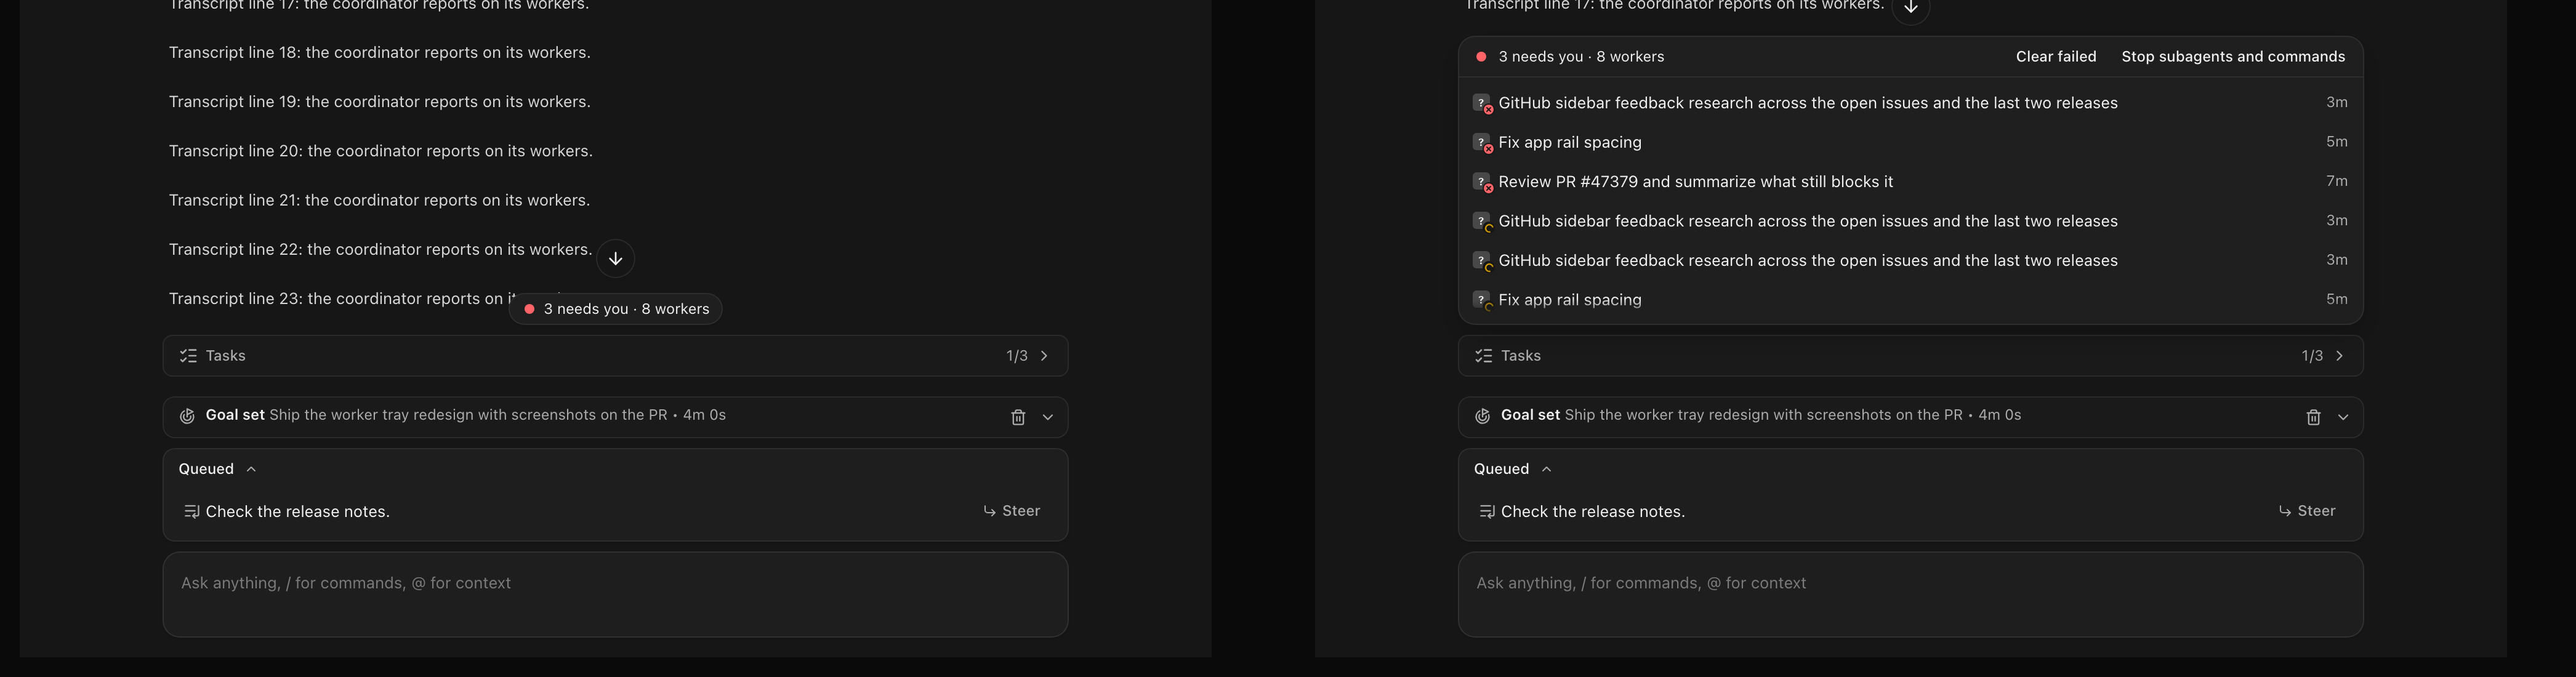 Transcript line 17: the coordinator reports on its workers.
Transcript line 18: the coordinator reports on its workers.
Transcript line 19: the coordinator reports on its workers.
Transcript line 20: the coordinator reports on its workers.
Transcript line 21: the coordinator reports on its workers.
Transcript line 22: the coordinator reports on its workers.
Transcript line 23: the coordinator reports on
3 needs you · 8 workers
Tasks 1/3
Goal set Ship the worker tray redesign with screenshots on the PR • 4m 0s
Queued
Check the release notes. Steer
Ask anything, / for commands, @ for context
Transcript line 17: the coordinator reports on its workers.
3 needs you · 8 workers Clear failed Stop subagents and commands
? GitHub sidebar feedback research across the open issues and the last two releases 3m
? Fix app rail spacing 5m
? Review PR #47379 and summarize what still blocks it 7m
? GitHub sidebar feedback research across the open issues and the last two releases 3m
? GitHub sidebar feedback research across the open issues and the last two releases 3m
? Fix app rail spacing 5m
Tasks 1/3
Goal set Ship the worker tray redesign with screenshots on the PR • 4m 0s
Queued
Check the release notes. Steer
Ask anything, / for commands, @ for context